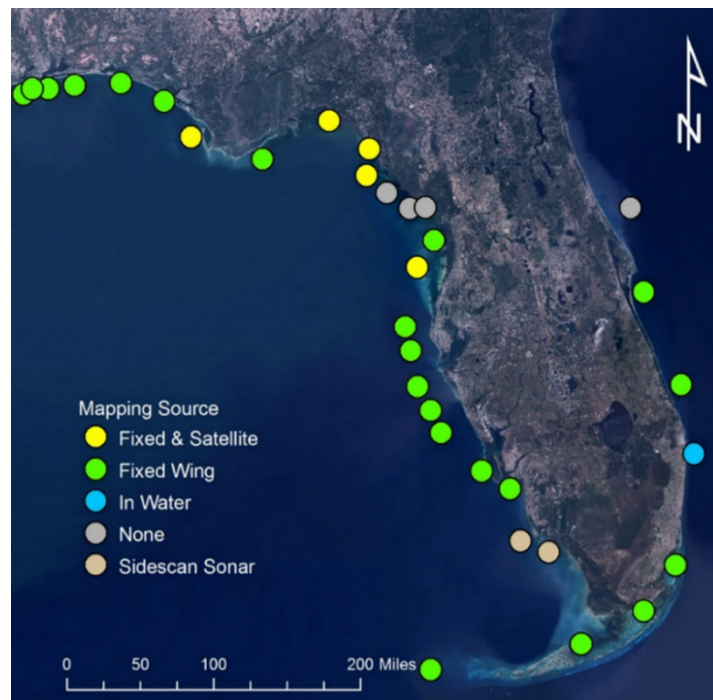 N
Mapping Source
Fixed & Satellite
Fixed Wing
In Water
None
Sidescan Sonar
0 50 100 200 Miles